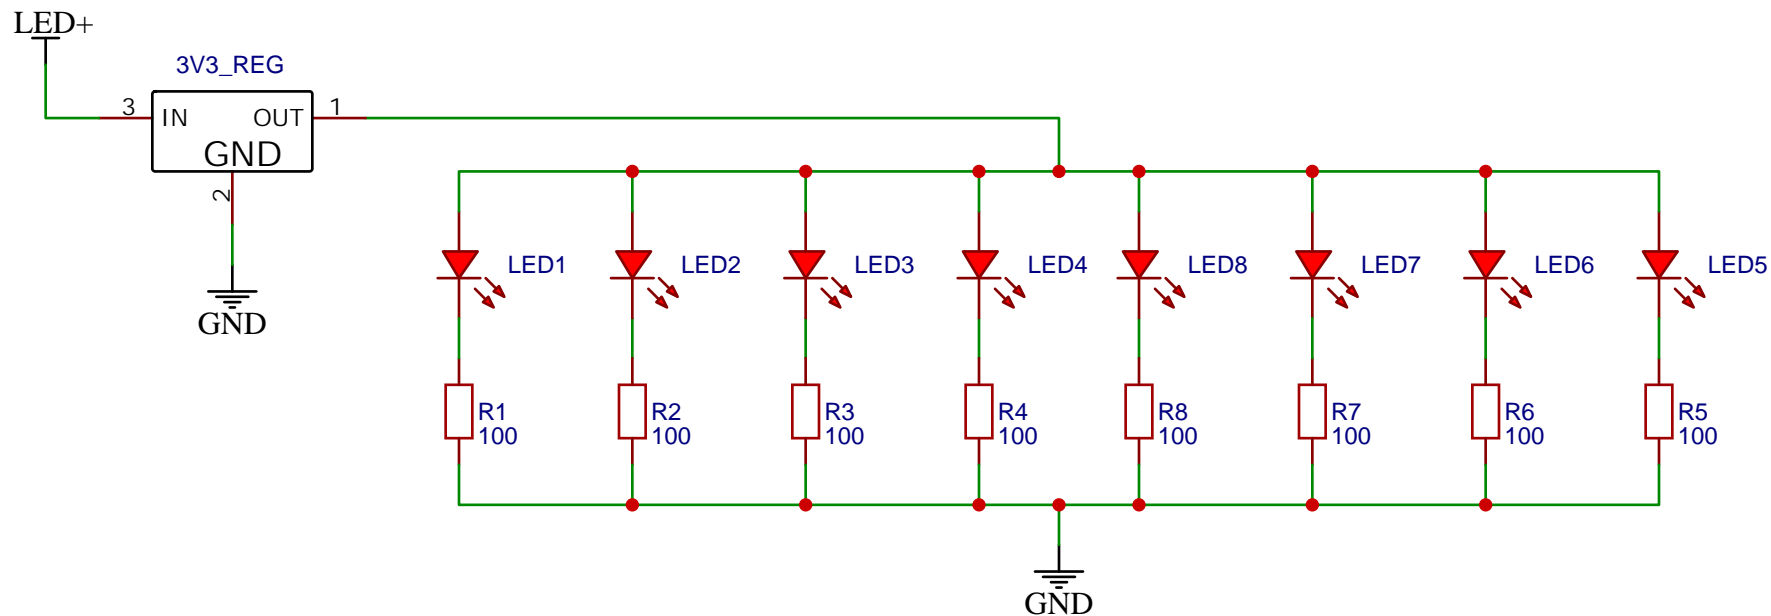 LED+
3V3_REG
3 IN OUT 1
GND
2
GND
LED1 LED2 LED3 LED4 LED8 LED7 LED6 LED5
R1 R2 R3 R4 R8 R7 R6 R5
100 100 100 100 100 100 100 100
GND